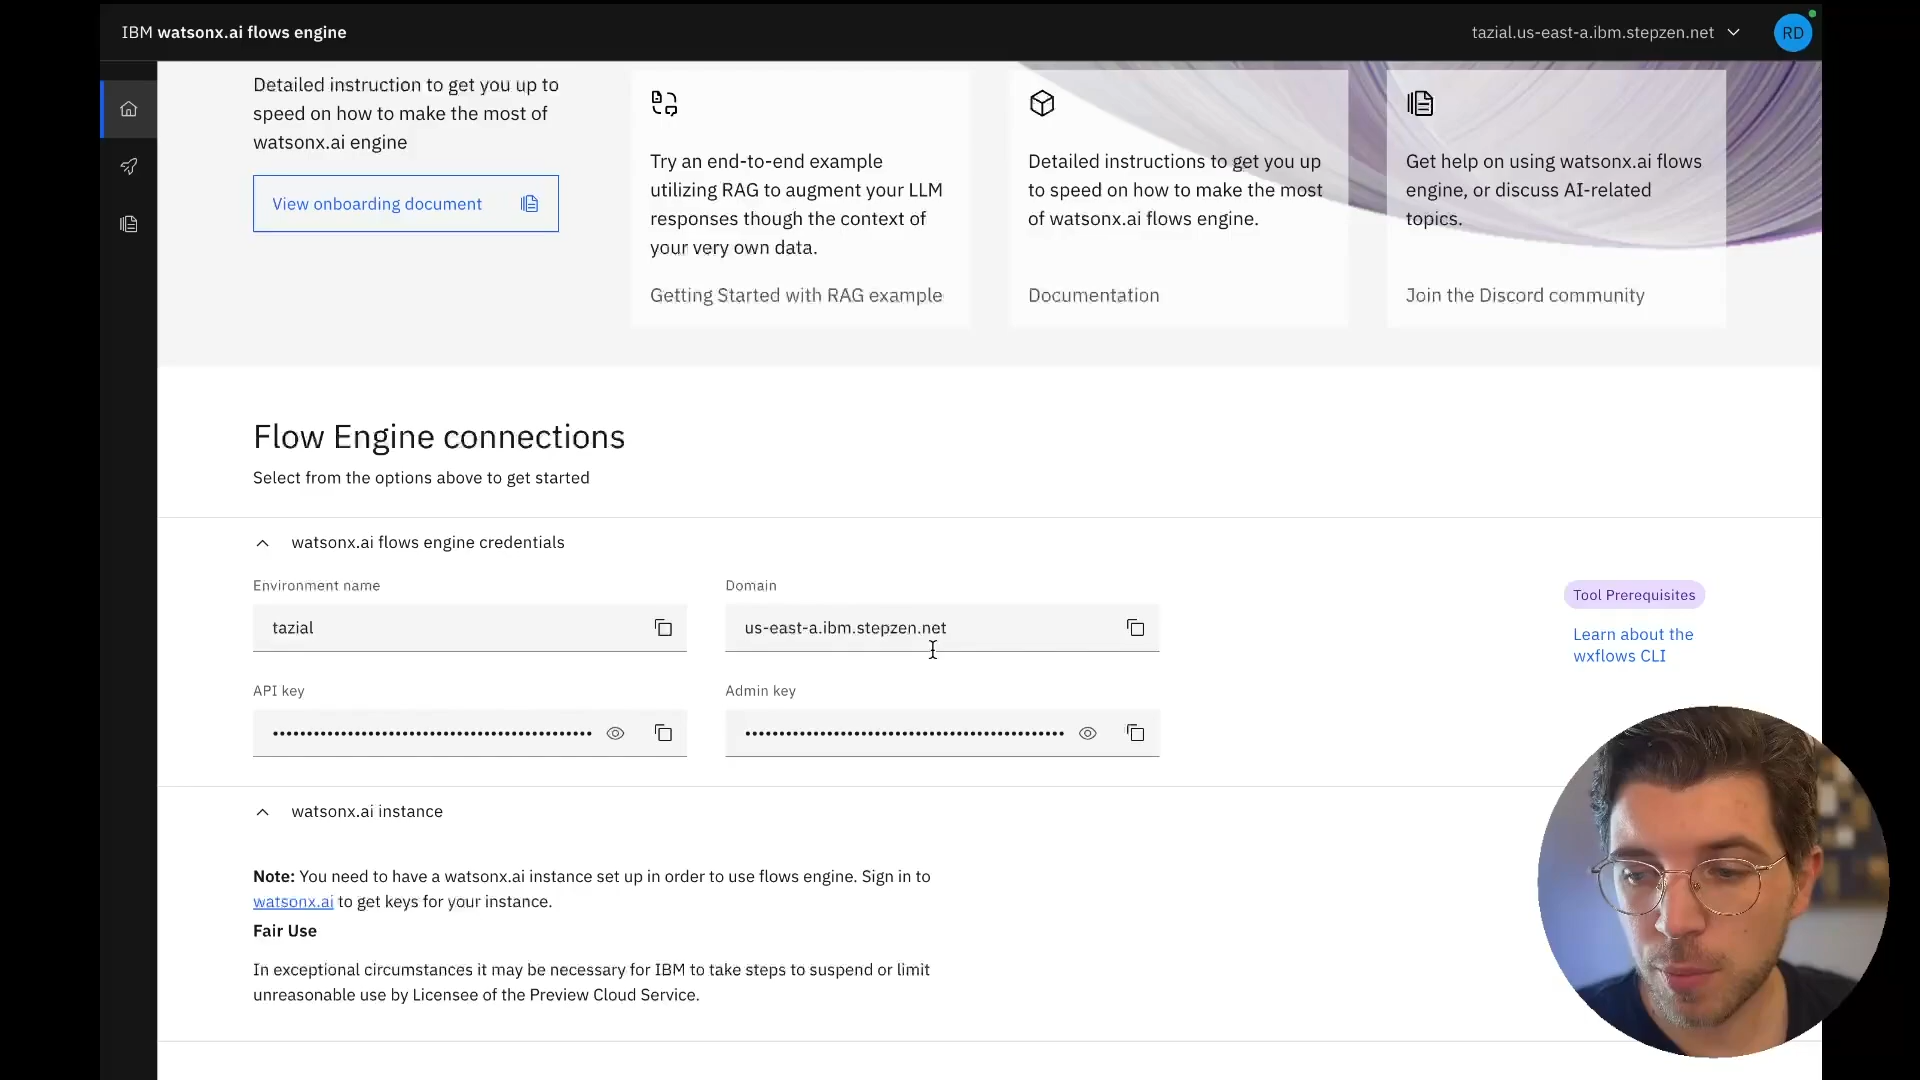 IBM watsonx.ai flows engine
tazial.us-east-a.ibm.stepzen.net
RD
Detailed instruction to get you up to
speed on how to make the most of
watsonx.ai engine
View onboarding document
Try an end-to-end example
utilizing RAG to augment your LLM
responses though the context of
your very own data.
Getting Started with RAG example
Detailed instructions to get you up
to speed on how to make the most
of watsonx.ai flows engine.
Documentation
Get help on using watsonx.ai flows
engine, or discuss AI-related
topics.
Join the Discord community
Flow Engine connections
Select from the options above to get started
watsonx.ai flows engine credentials
Environment name
tazial
Domain
us-east-a.ibm.stepzen.net
Tool Prerequisites
Learn about the
wxflows CLI
API key
Admin key
watsonx.ai instance
Note: You need to have a watsonx.ai instance set up in order to use flows engine. Sign in to
watsonx.ai to get keys for your instance.
Fair Use
In exceptional circumstances it may be necessary for IBM to take steps to suspend or limit
unreasonable use by Licensee of the Preview Cloud Service.